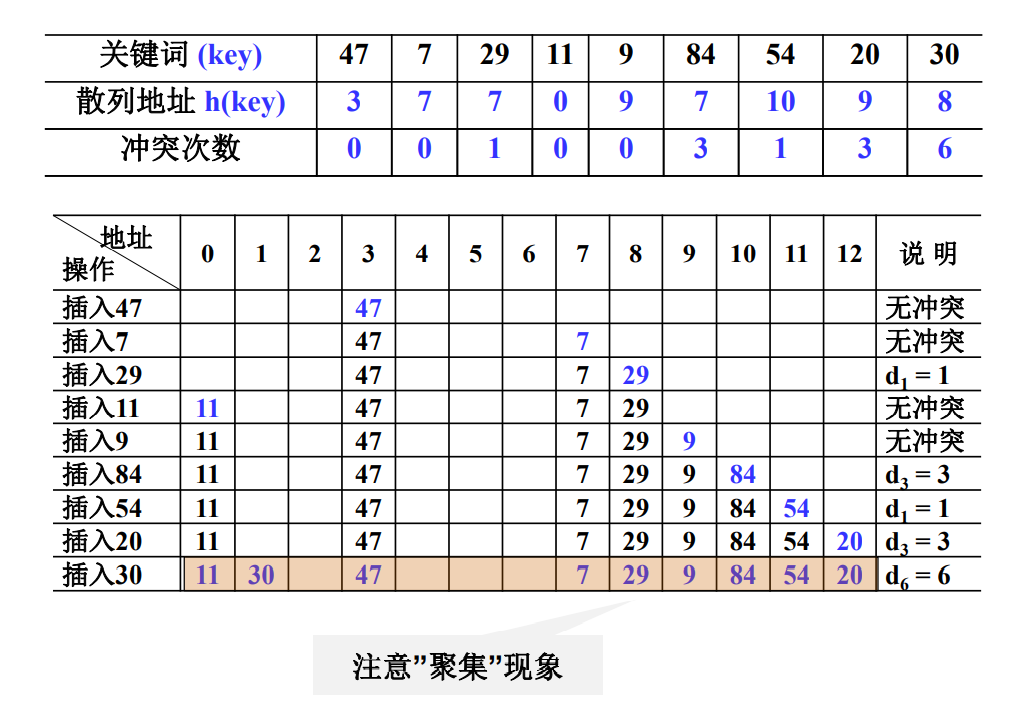 关键词 (key) 47 7 29 11 9 84 54 20 30
散列地址 h(key) 3 7 7 0 9 7 10 9 8
冲突次数 0 0 1 0 0 3 1 3 6
地址 操作 0 1 2 3 4 5 6 7 8 9 10 11 12 说 明
插入47 47 无冲突
插入7 47 7 无冲突
插入29 47 7 29 d1 = 1
插入11 11 47 7 29 无冲突
插入9 11 47 7 29 9 无冲突
插入84 11 47 7 29 9 84 d3 = 3
插入54 11 47 7 29 9 84 54 d1 = 1
插入20 11 47 7 29 9 84 54 20 d3 = 3
插入30 11 30 47 7 29 9 84 54 20 d6 = 6
注意”聚集”现象